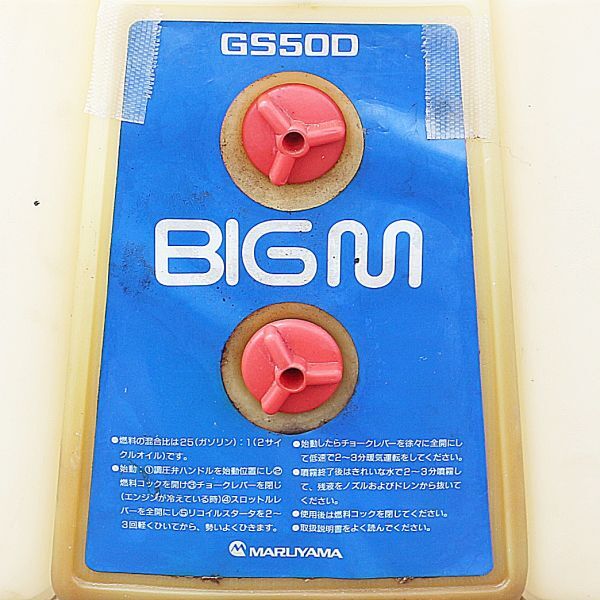 GS50D
BIGM
●燃料の混合比は25(ガソリン):1(2サイ
クルオイル)です。
●始動:①調圧弁ハンドルを始動位置にし②
燃料コックを開け③チョークレバーを閉じ
(エンジンが冷えている時)④スロットルレ
バーを全開にし⑤リコイルスタータを2〜
3回軽くひいてから、勢いよくひきます。
●始動したらチョークレバーを徐々に全開にし
て低速で2〜3分暖気運転をしてください。
●噴霧終了後はきれいな水で2〜3分噴霧し
て、残液をノズルおよびドレンから抜いて
ください。
●使用後は燃料コックを閉じてください。
●取扱説明書をよく読んでください。
MARUYAMA